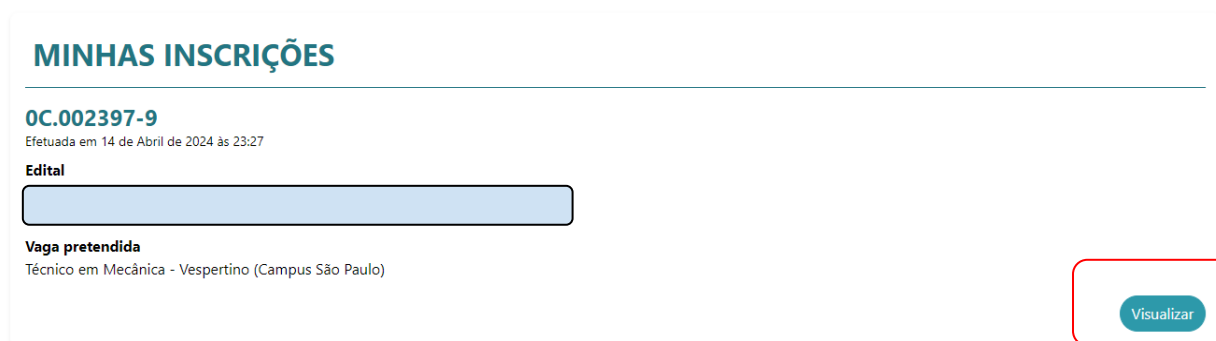 MINHAS INSCRIÇÕES
0C.002397-9
Efetuada em 14 de Abril de 2024 às 23:27
Edital
Vaga pretendida
Técnico em Mecânica - Vespertino (Campus São Paulo)
Visualizar